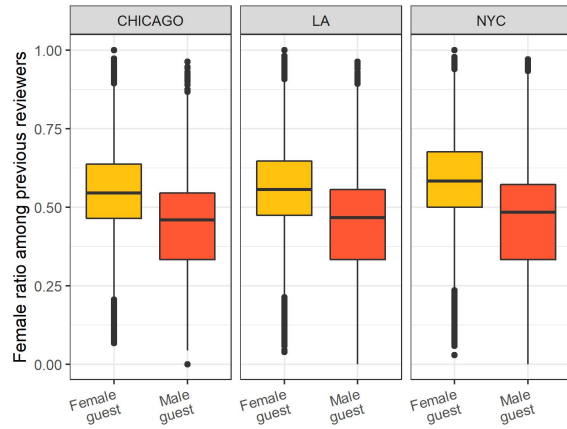 CHICAGO
LA
NYC
Female ratio among previous reviewers
1.00
0.75
0.50
0.25
0.00
Female
guest
Male
guest
Female
guest
Male
guest
Female
guest
Male
guest